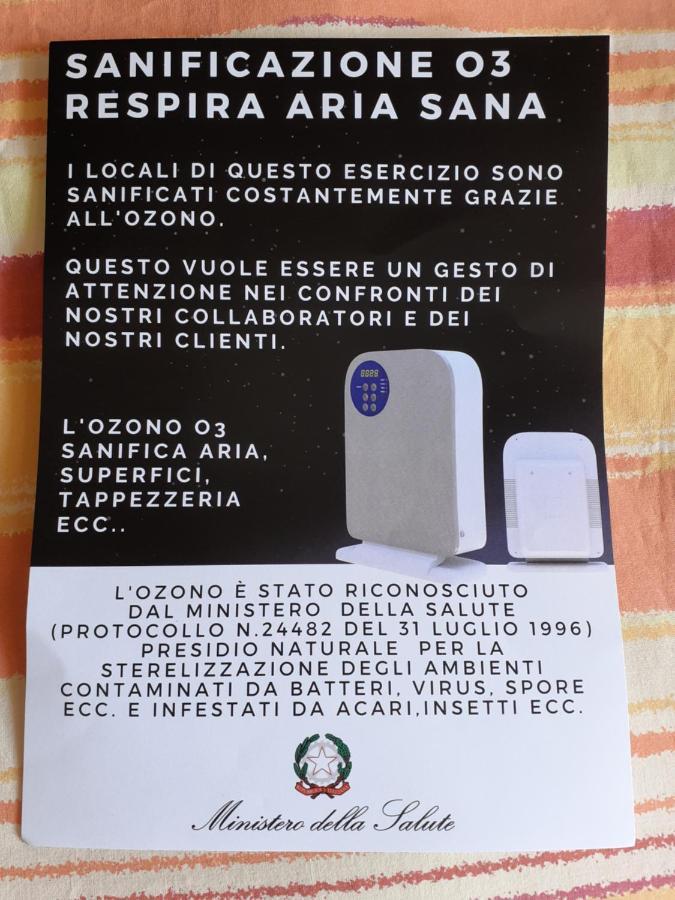 SANIFICAZIONE O3
RESPIRA ARIA SANA
I LOCALI DI QUESTO ESERCIZIO SONO
SANIFICATI COSTANTEMENTE GRAZIE
ALL'OZONO.
QUESTO VUOLE ESSERE UN GESTO DI
ATTENZIONE NEI CONFRONTI DEI
NOSTRI COLLABORATORI E DEI
NOSTRI CLIENTI.
L'OZONO O3
SANIFICA ARIA,
SUPERFICI,
TAPPEZZERIA
ECC..
L'OZONO È STATO RICONOSCIUTO
DAL MINISTERO DELLA SALUTE
(PROTOCOLLO N.24482 DEL 31 LUGLIO 1996)
PRESIDIO NATURALE PER LA
STERELIZZAZIONE DEGLI AMBIENTI
CONTAMINATI DA BATTERI, VIRUS, SPORE
ECC. E INFESTATI DA ACARI,INSETTI ECC.
Ministero della Salute